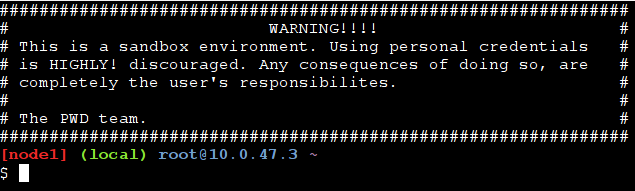 ###############################################################
#                          WARNING!!!!                        #
# This is a sandbox environment. Using personal credentials   #
# is HIGHLY! discouraged. Any consequences of doing so, are   #
# completely the user's responsibilites.                      #
#                                                             #
# The PWD team.                                               #
###############################################################
[node1] (local) root@10.0.47.3 ~
$